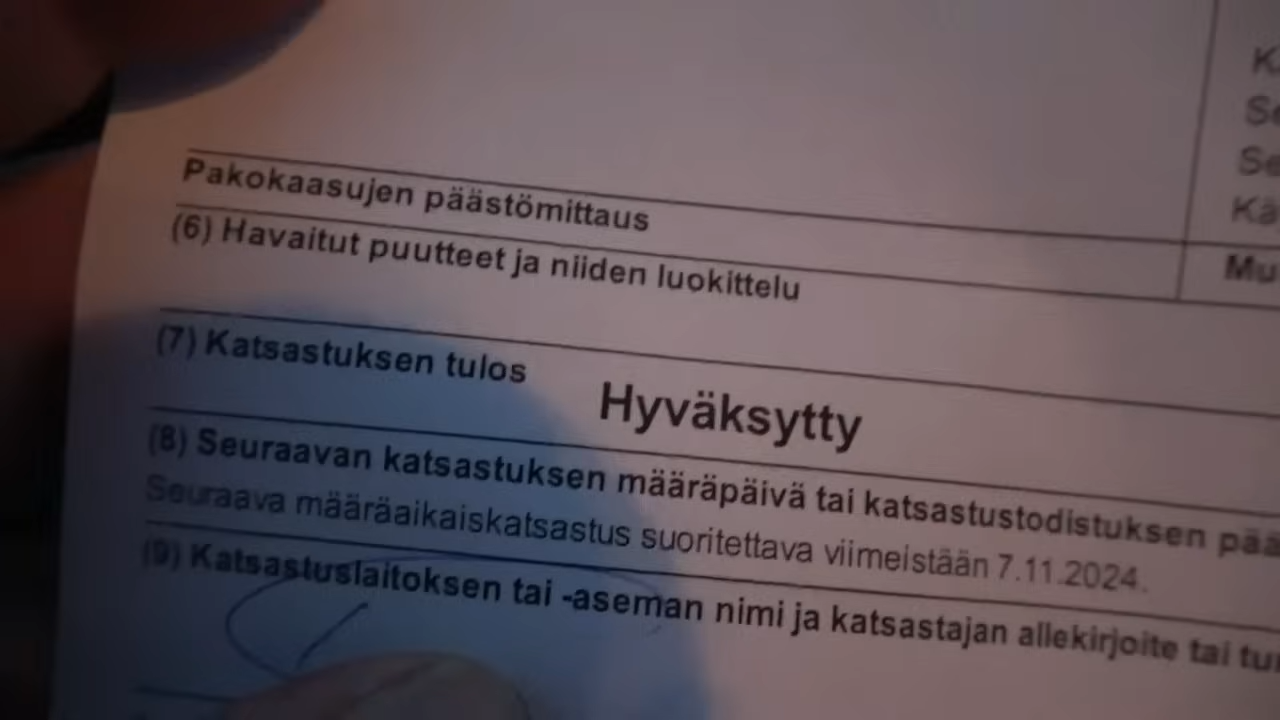 Pakokaasujen päästömittaus
(6) Havaitut puutteet ja niiden luokittelu
(7) Katsastuksen tulos
Hyväksytty
(8) Seuraavan katsastuksen määräpäivä tai katsastustodistuksen
Seuraava määräaikaiskatsastus suoritettava viimeistään 7.11.2024.
(9) Katsastuslaitoksen tai -aseman nimi ja katsastajan allekirjoite tai